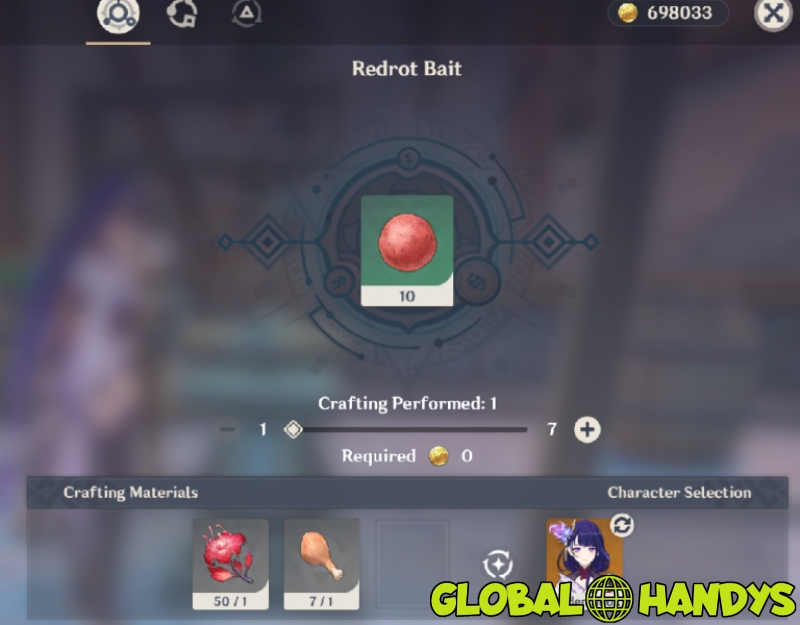 698033
Redrot Bait
10
Crafting Performed: 1
1 7
Required 0
Crafting Materials Character Selection
50 / 1 7 / 1
GLOBAL HANDYS